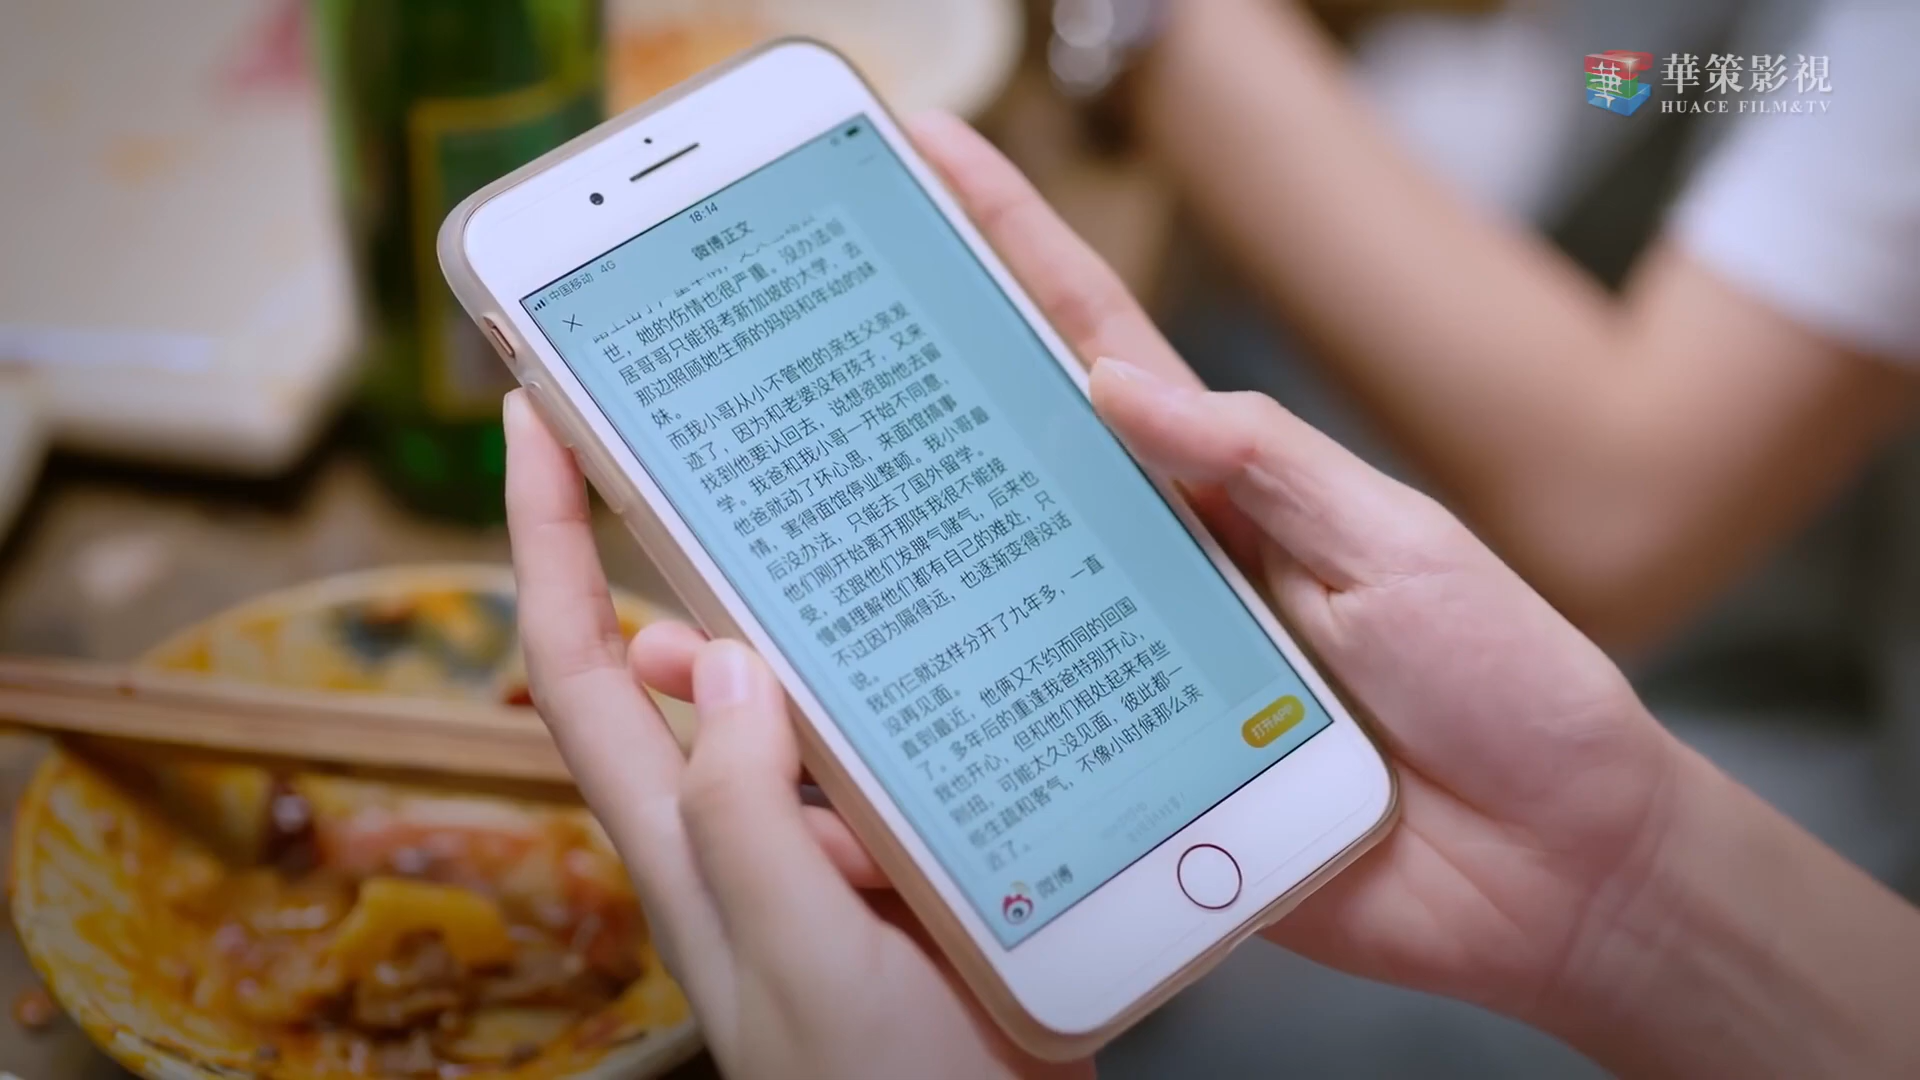 華策影視
HUACE FILM&TV
中国移动 4G
18:14
微博正文
世，她的伤情也很严重。没办法邻
居哥哥只能报考新加坡的大学，去
那边照顾她生病的妈妈和年幼的妹
妹。
而我小哥从小不管他的亲生父亲发
迹了，因为和老婆没有孩子，又来
找到他要认回去，说想资助他去留
学。我爸和我小哥一开始不同意，
他爸就动了坏心思，来面馆搞事
情，害得面馆停业整顿。我小哥最
后没办法，只能去了国外留学。
他们刚开始离开那阵我很不能接
受，还跟他们发脾气赌气，后来也
慢慢理解他们都有自己的难处，只
不过因为隔得远，也逐渐变得没话
说。
我们仨就这样分开了九年多，一直
没再见面。
直到最近，他俩又不约而同的回国
了。多年后的重逢我爸特别开心，
我也开心，但和他们相处起来有些
别扭，可能太久没见面，彼此都一
些生疏和客气，不像小时候那么亲
近了。
打开APP
微博